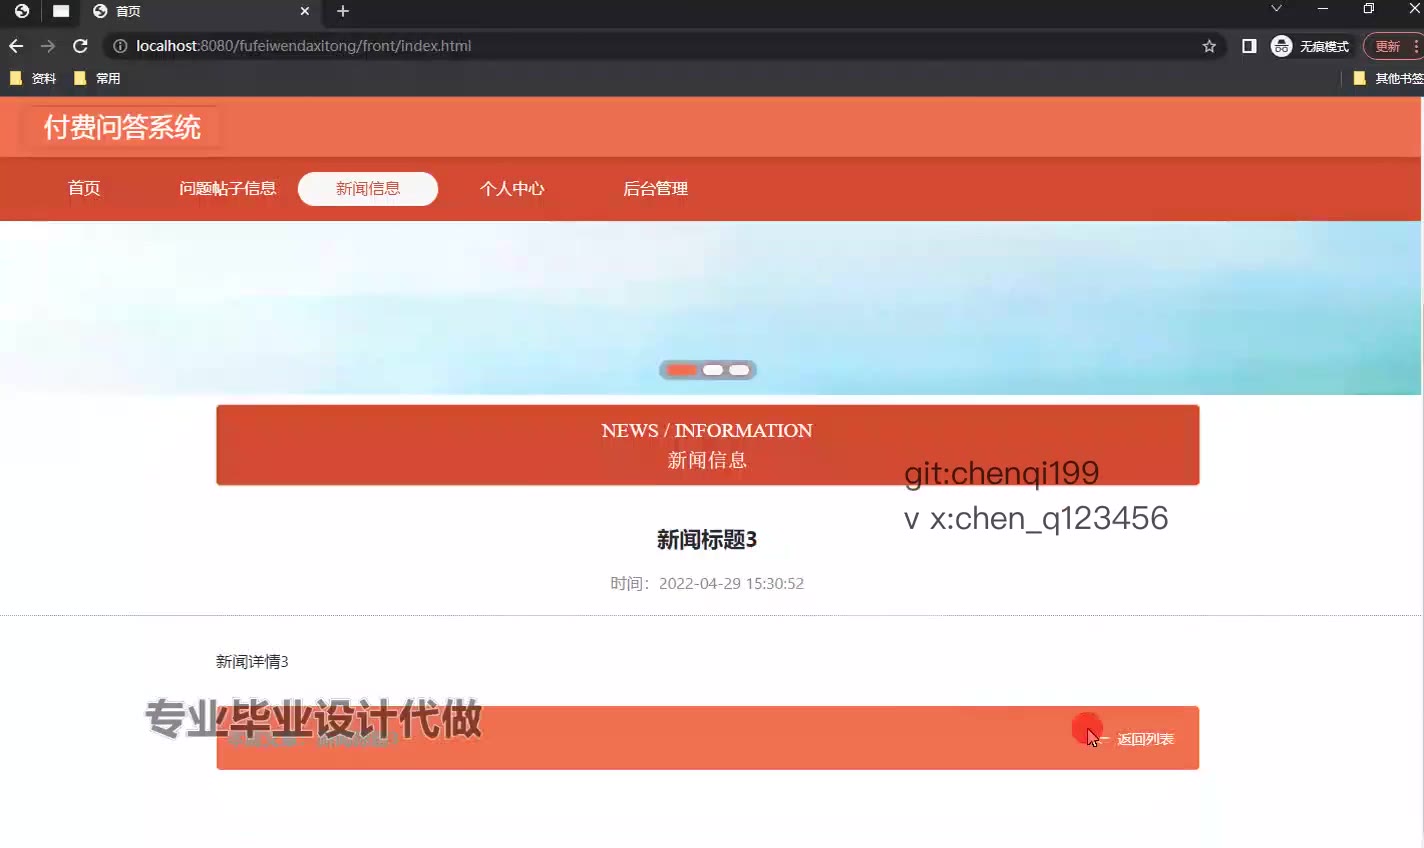 首页
localhost:8080/fufeiwendaxitong/front/index.html
无痕模式
更新
资料
常用
其他书签
付费问答系统
首页
问题帖子信息
新闻信息
个人中心
后台管理
NEWS / INFORMATION
新闻信息
git:chenqi199
v x:chen_q123456
新闻标题3
时间：2022-04-29 15:30:52
新闻详情3
专业毕业设计代做
返回列表